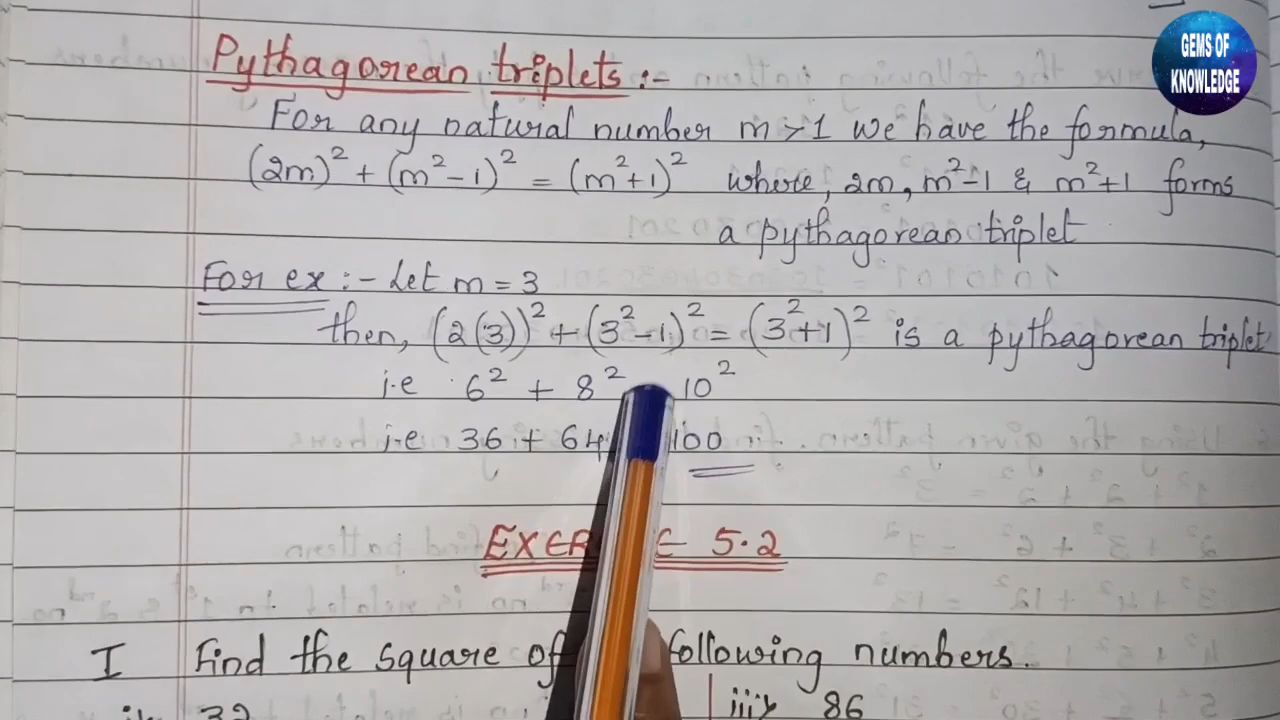 GEMS OF
KNOWLEDGE
Pythagorean triplets :-
For any natural number m > 1 we have the formula,
(2m)² + (m² - 1)² = (m² + 1)² where, 2m, m² - 1 & m² + 1 forms
a pythagorean triplet
For ex :- Let m = 3
then, (2(3))² + (3² - 1)² = (3² + 1)² is a pythagorean triplet
i.e 6² + 8² 10²
i.e 36 + 64 100
5.2
I Find the square of following numbers.
32 iii) 86